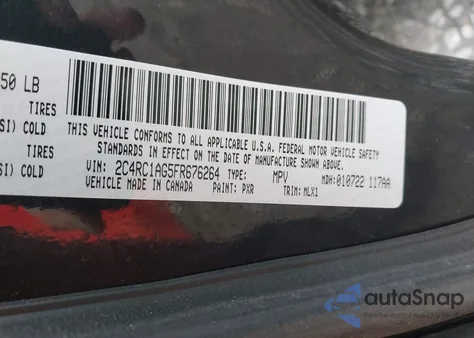 50 LB
TIRES
SI) COLD
TIRES
SI) COLD
THIS VEHICLE CONFORMS TO ALL APPLICABLE U.S.A. FEDERAL MOTOR VEHICLE SAFETY
STANDARDS IN EFFECT ON THE DATE OF MANUFACTURE SHOWN ABOVE.
VIN: 2C4RC1AG5FR676264 TYPE: MPV MDH: 010722 117AA
VEHICLE MADE IN CANADA PAINT: PXR TRIM: MLX1
autoSnap